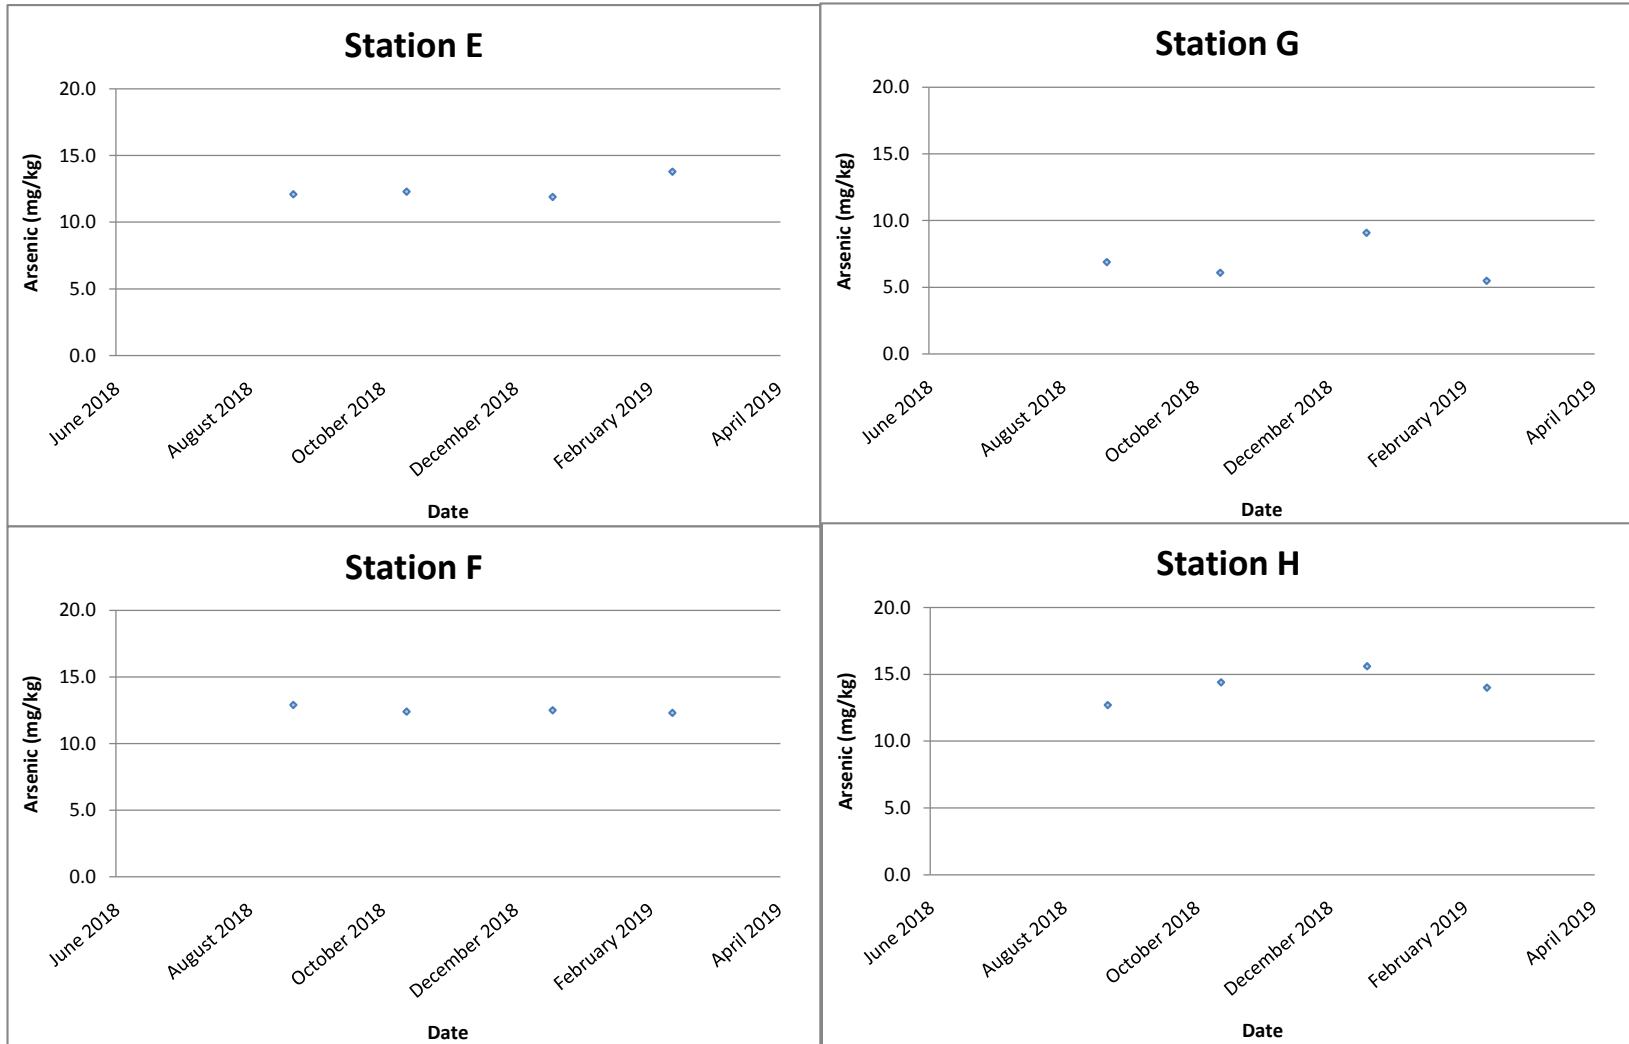 Station E
20.0
15.0
10.0
5.0
0.0
Arsenic (mg/kg)
June 2018
August 2018
October 2018
December 2018
February 2019
April 2019
Date
Station G
20.0
15.0
10.0
5.0
0.0
Arsenic (mg/kg)
June 2018
August 2018
October 2018
December 2018
February 2019
April 2019
Date
Station F
20.0
15.0
10.0
5.0
0.0
Arsenic (mg/kg)
June 2018
August 2018
October 2018
December 2018
February 2019
April 2019
Date
Station H
20.0
15.0
10.0
5.0
0.0
Arsenic (mg/kg)
June 2018
August 2018
October 2018
December 2018
February 2019
April 2019
Date